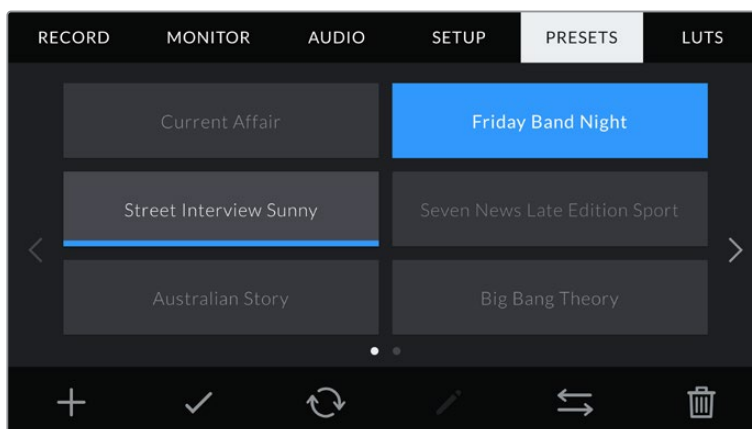 RECORD MONITOR AUDIO SETUP PRESETS LUTS
Current Affair Friday Band Night
Street Interview Sunny Seven News Late Edition Sport
Australian Story Big Bang Theory